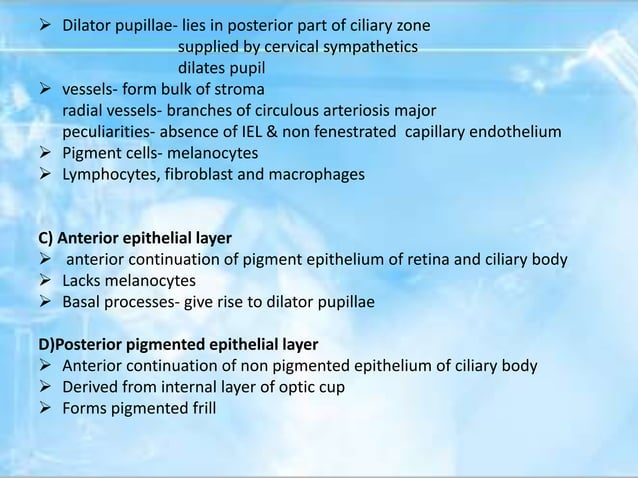 ➢ Dilator pupillae- lies in posterior part of ciliary zone
supplied by cervical sympathetics
dilates pupil
➢ vessels- form bulk of stroma
radial vessels- branches of circulous arteriosis major
peculiarities- absence of IEL & non fenestrated capillary endothelium
➢ Pigment cells- melanocytes
➢ Lymphocytes, fibroblast and macrophages
C) Anterior epithelial layer
➢ anterior continuation of pigment epithelium of retina and ciliary body
➢ Lacks melanocytes
➢ Basal processes- give rise to dilator pupillae
D)Posterior pigmented epithelial layer
➢ Anterior continuation of non pigmented epithelium of ciliary body
➢ Derived from internal layer of optic cup
➢ Forms pigmented frill